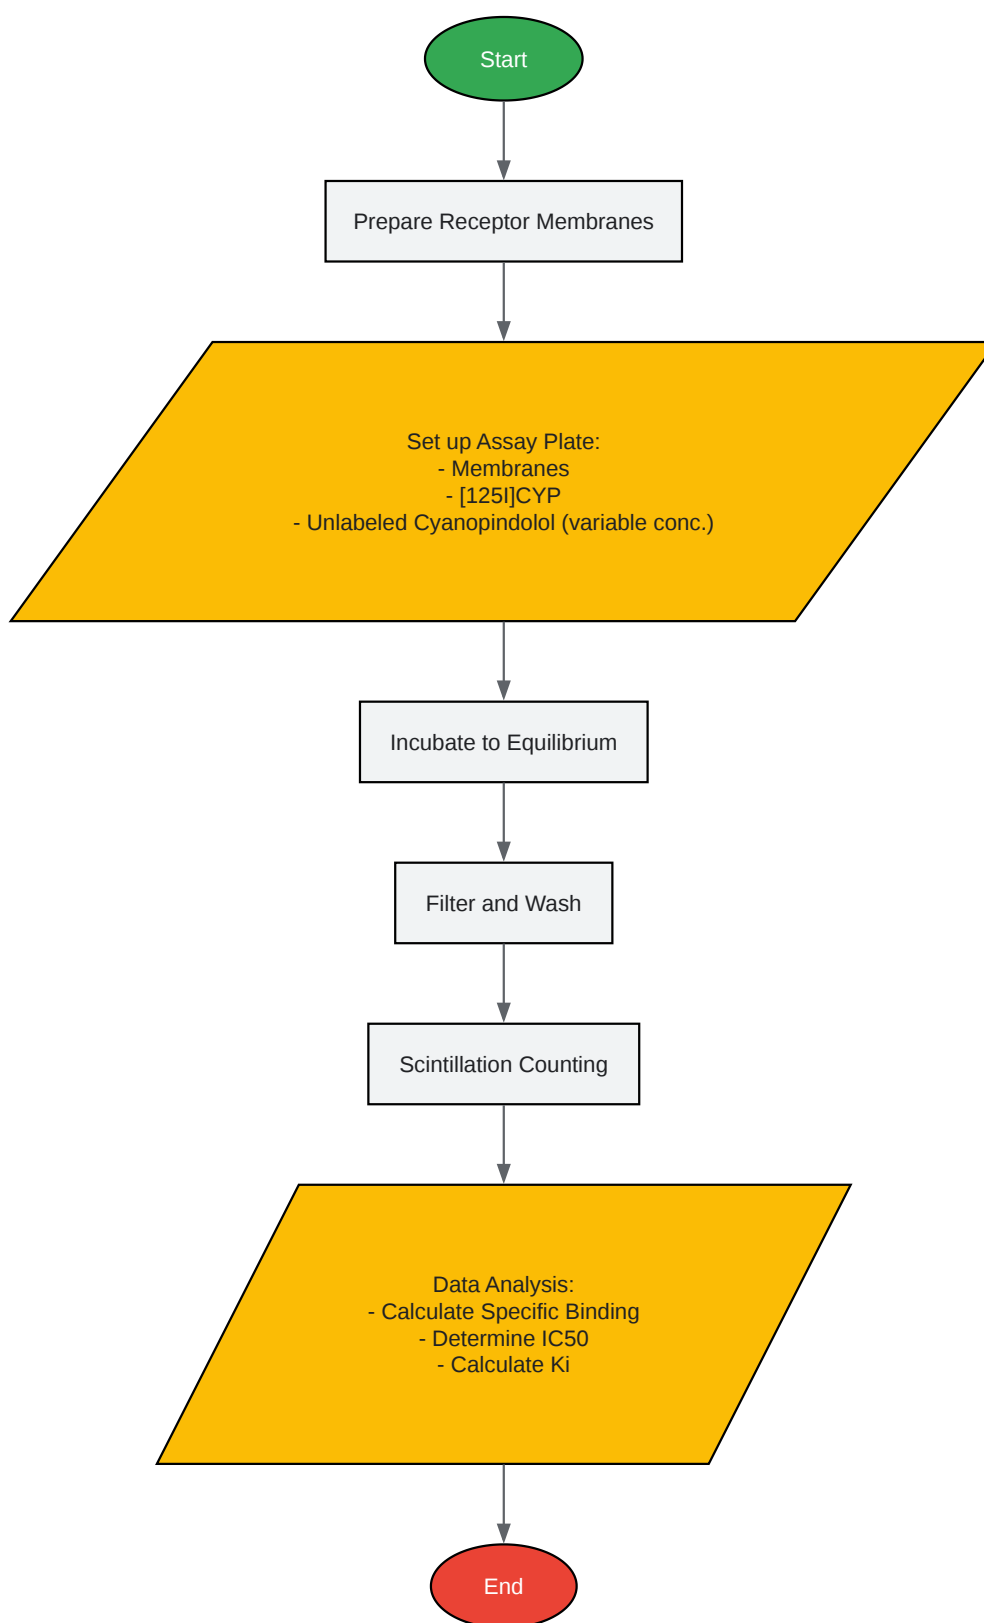 Start
Prepare Receptor Membranes
Set up Assay Plate:
- Membranes
- [125I]CYP
- Unlabeled Cyanopindolol (variable conc.)
Incubate to Equilibrium
Filter and Wash
Scintillation Counting
Data Analysis:
- Calculate Specific Binding
- Determine IC50
- Calculate Ki
End